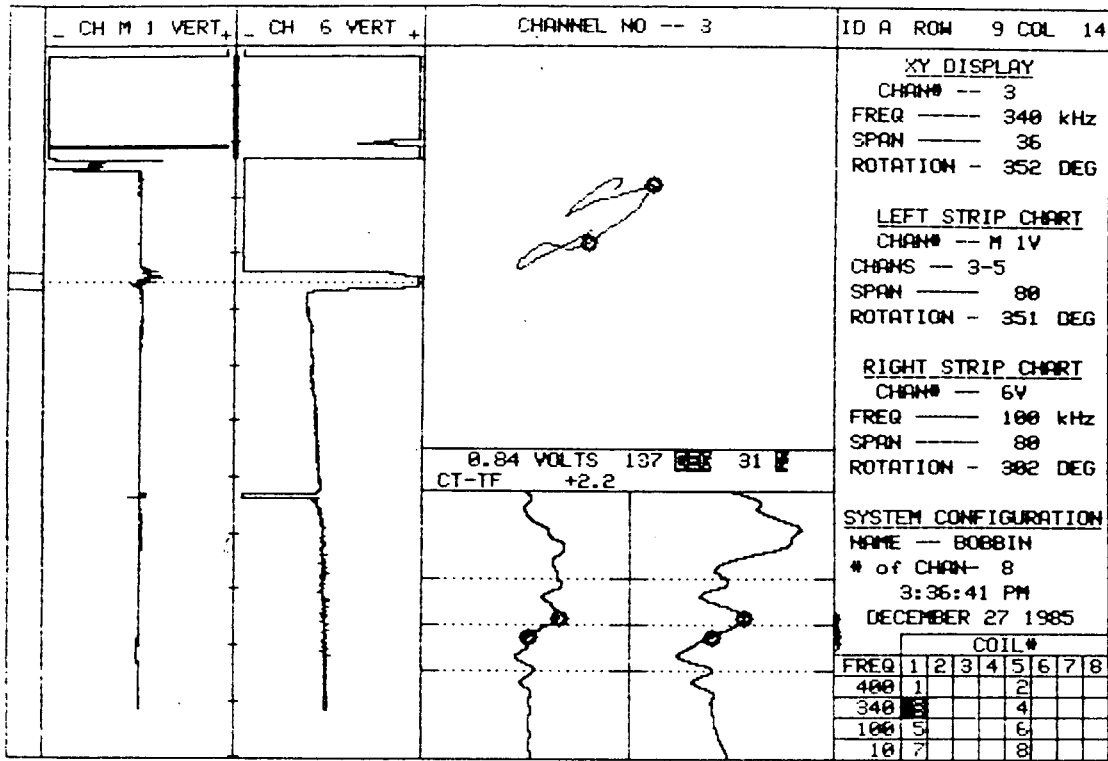 _ CH M 1 VERT + _ CH 6 VERT + CHANNEL NO -- 3 ID A ROW 9 COL 14
XY DISPLAY
CHAN# -- 3
FREQ ----- 340 kHz
SPAN ----- 36
ROTATION - 352 DEG
LEFT STRIP CHART
CHAN# -- M 1V
CHANS -- 3-5
SPAN ----- 80
ROTATION - 351 DEG
RIGHT STRIP CHART
CHAN# -- 6V
FREQ ----- 100 kHz
SPAN ----- 80
ROTATION - 302 DEG
0.84 VOLTS 137 DEG 31
CT-TF +2.2
SYSTEM CONFIGURATION
NAME -- BOBBIN
# of CHAN- 8
3:36:41 PM
DECEMBER 27 1985
COIL#
FREQ 1 2 3 4 5 6 7 8
400 1 2
340 3 4
100 5 6
10 7 8